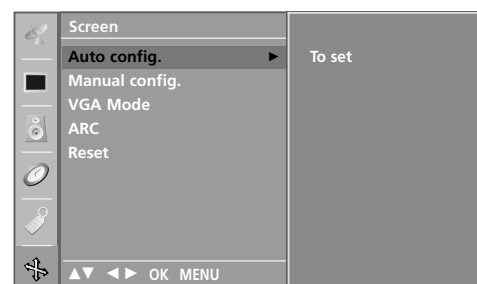 Screen
Auto config. ► To set
Manual config.
VGA Mode
ARC
Reset
▲▼ ◄► OK MENU